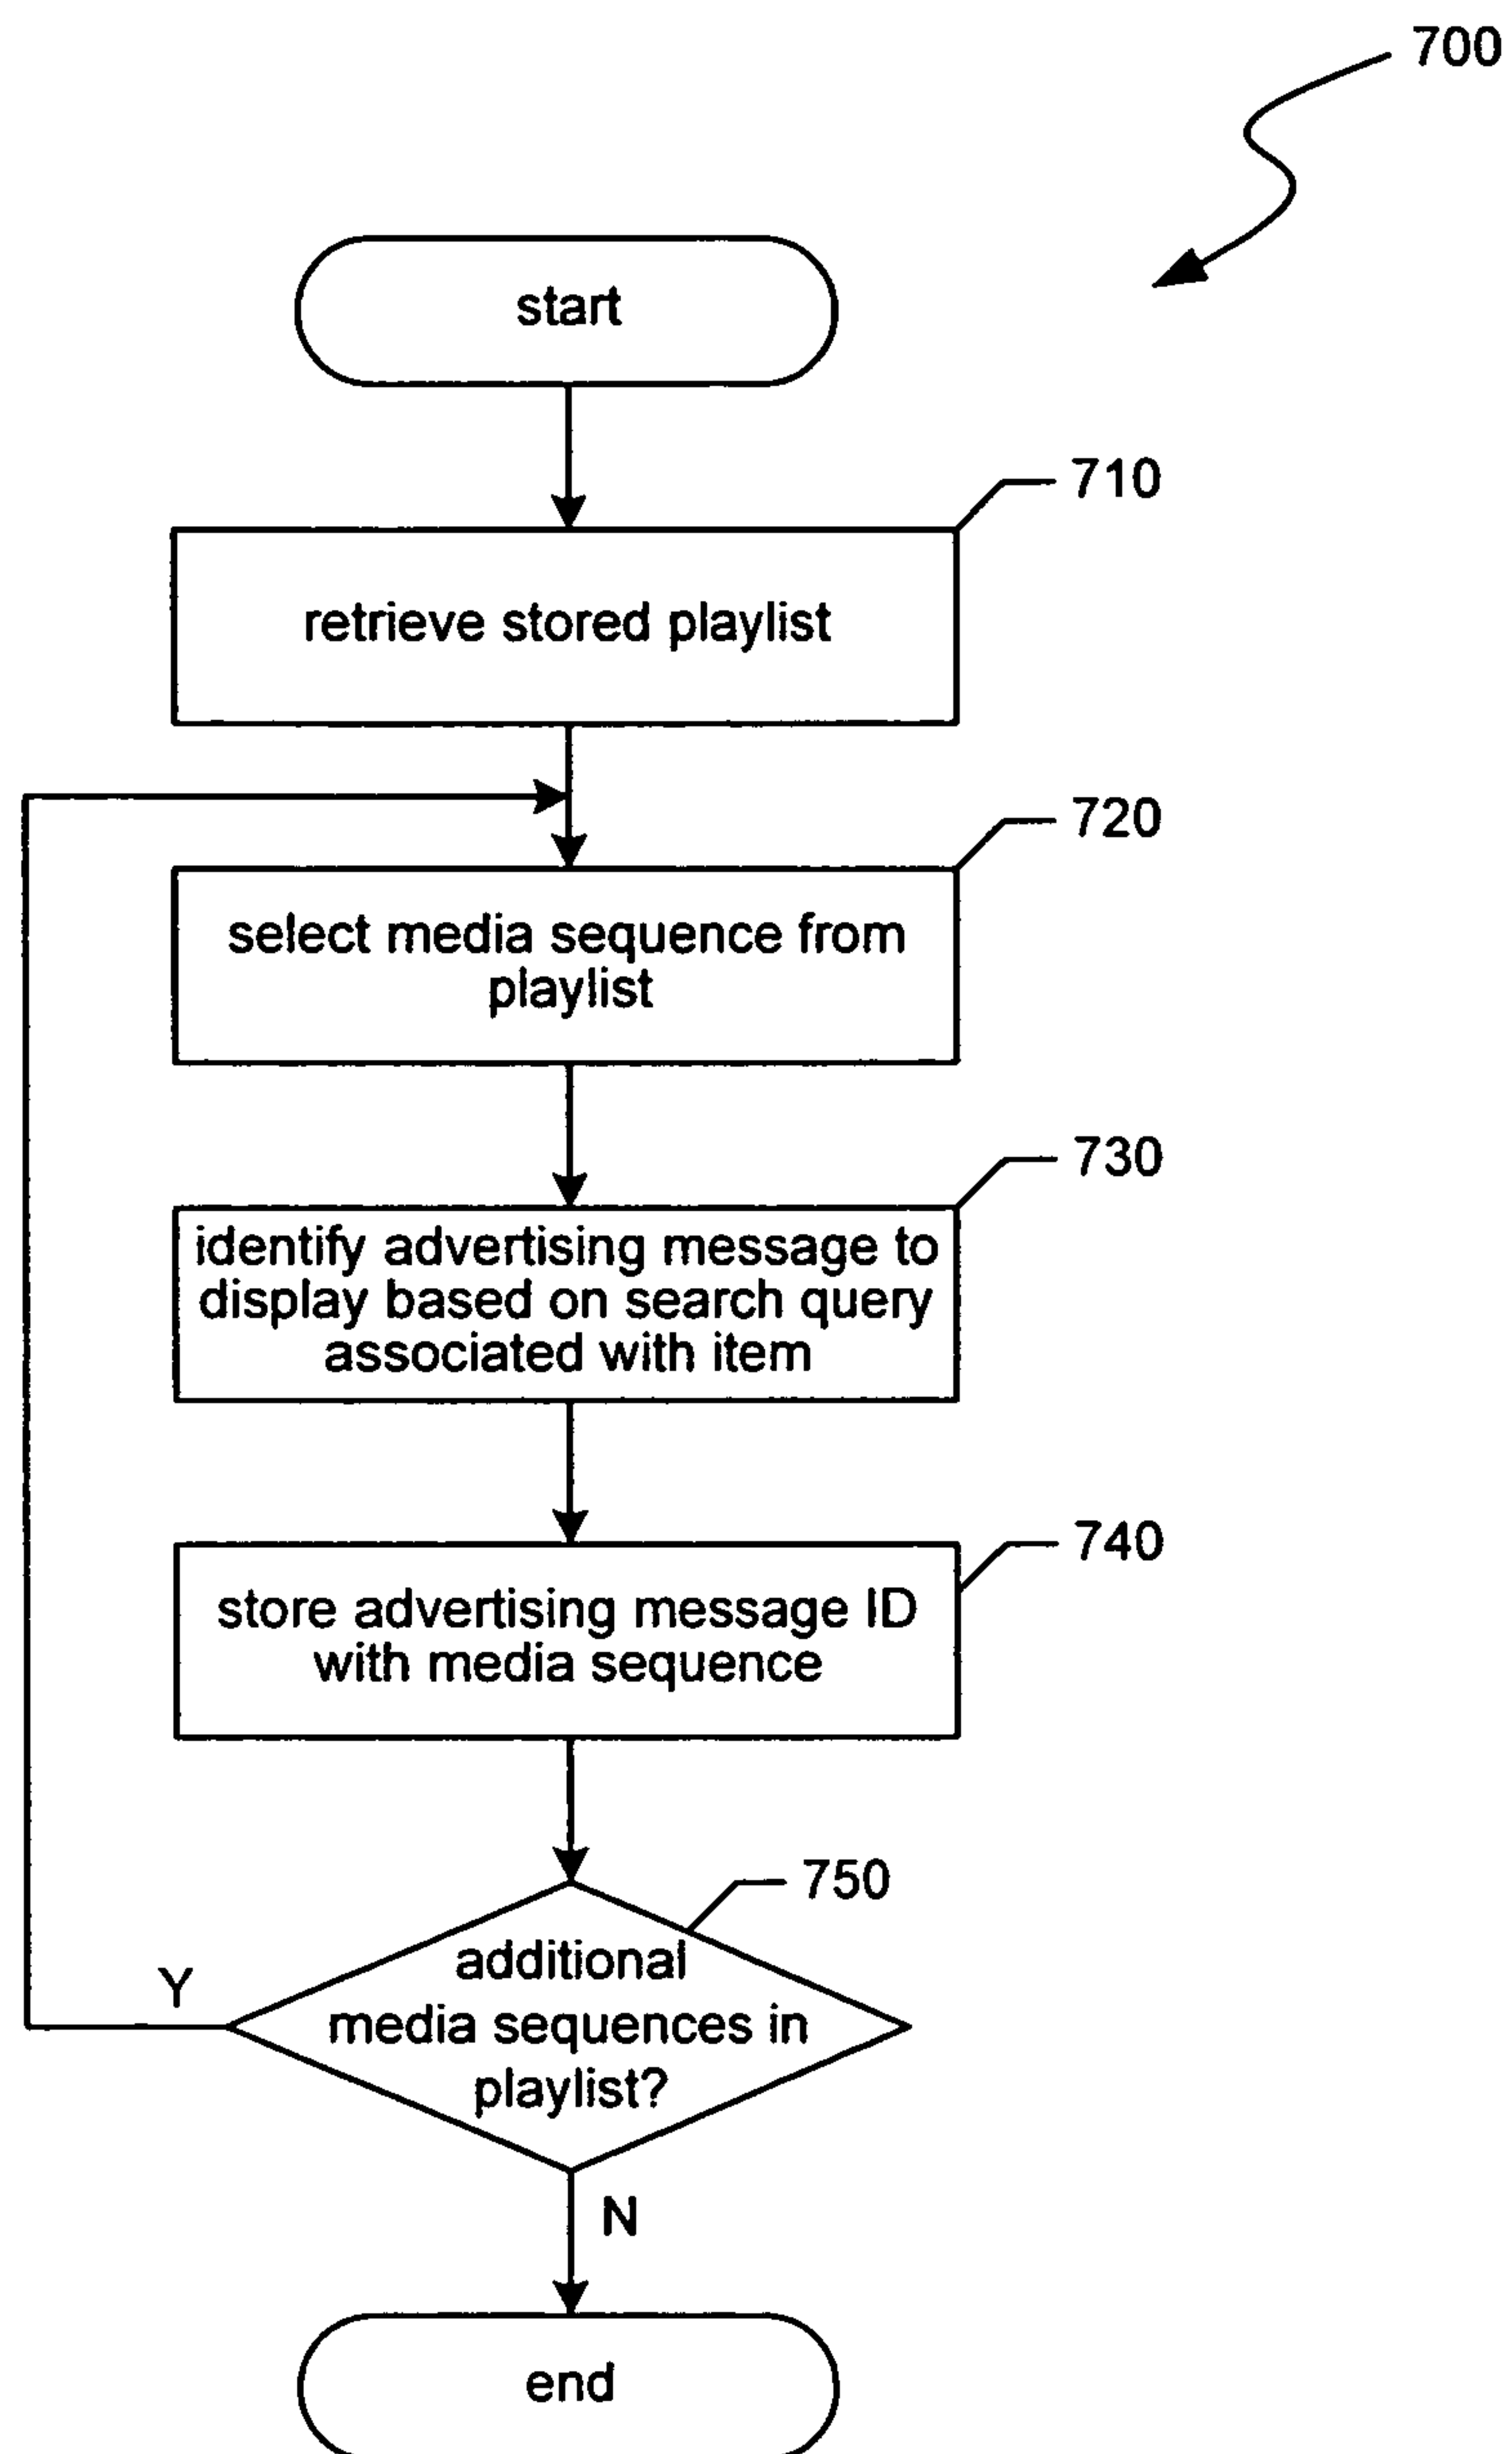 700
start
710
retrieve stored playlist
720
select media sequence from
playlist
730
identify advertising message to
display based on search query
associated with item
740
store advertising message ID
with media sequence
750
additional
media sequences in
playlist?
Y
N
end